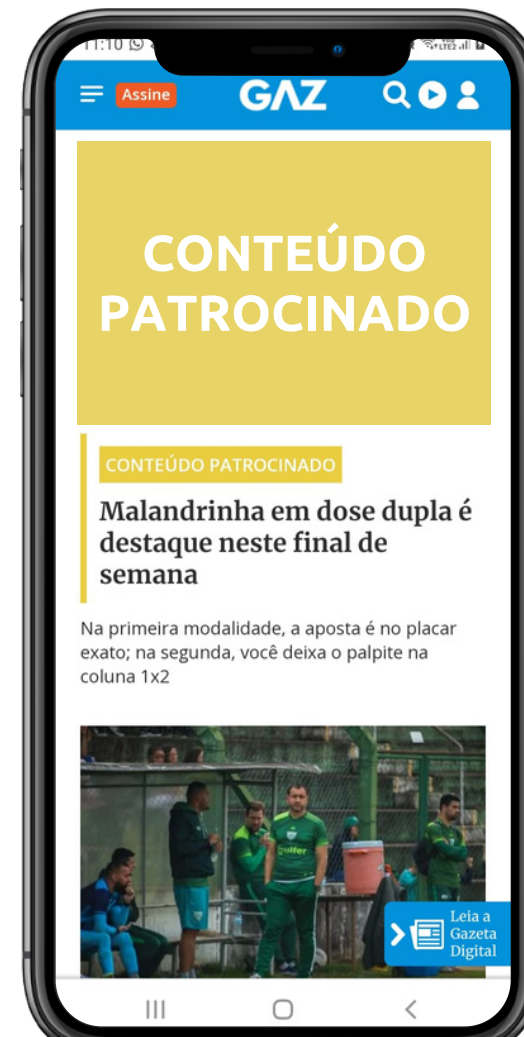 11:10
Assine
GAZ
CONTEÚDO
PATROCINADO
CONTEÚDO PATROCINADO
Malandrinha em dose dupla é
destaque neste final de
semana
Na primeira modalidade, a aposta é no placar
exato; na segunda, você deixa o palpite na
coluna 1x2
Leia a
Gazeta
Digital